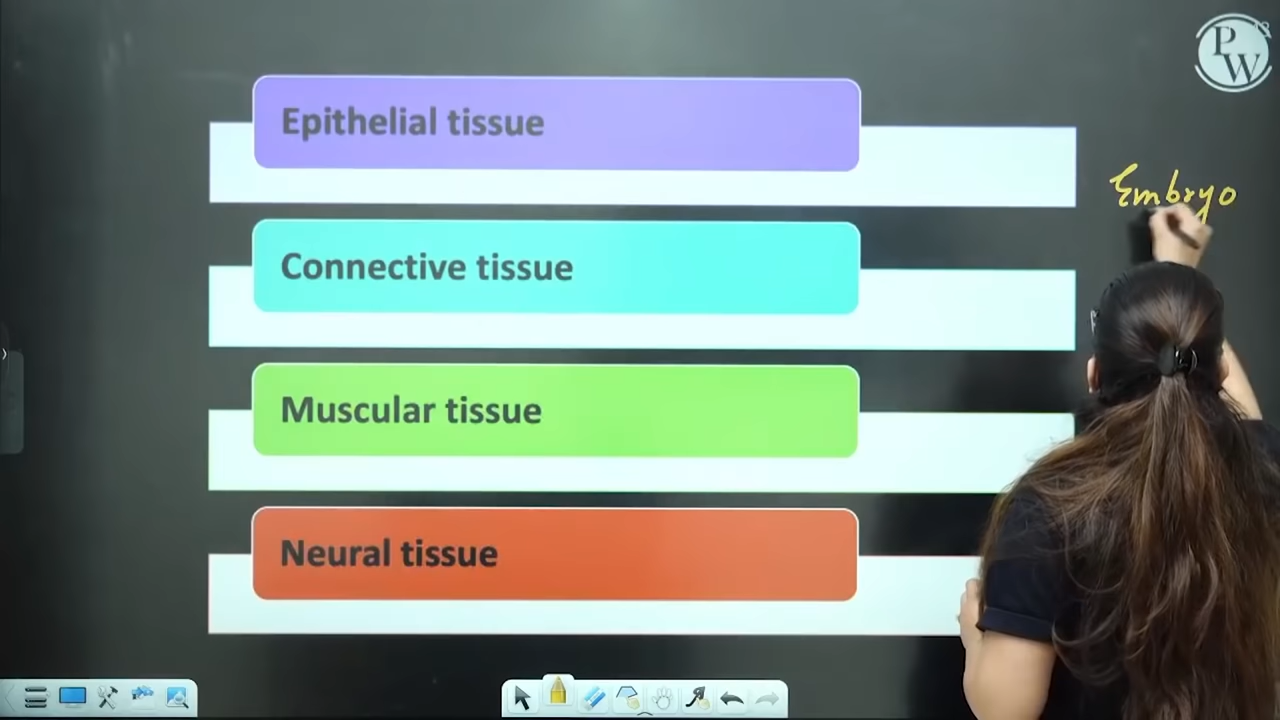 PW
Epithelial tissue
Embryo
Connective tissue
Muscular tissue
Neural tissue